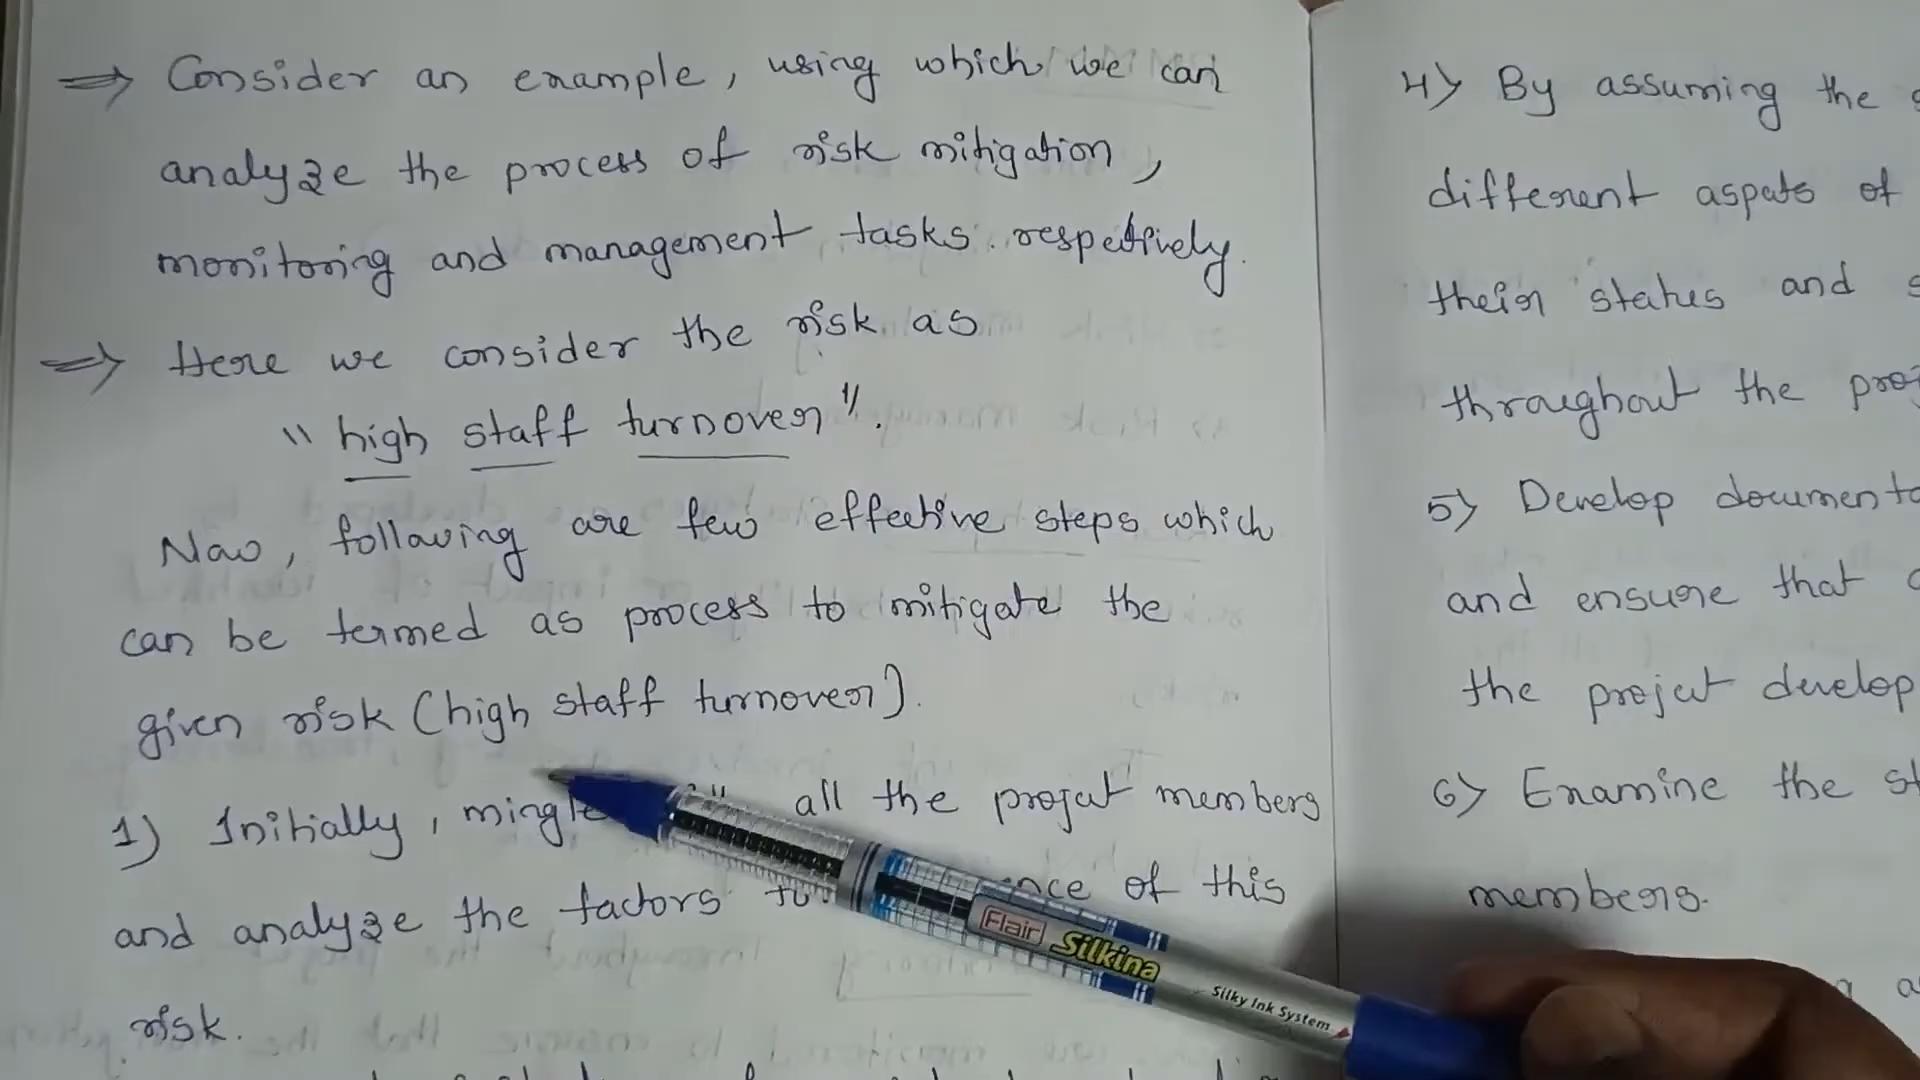 ⇒ Consider an example, using which we can
analyze the process of risk mitigation,
monitoring and management tasks respectively.
⇒ Here we consider the risk as
"high staff turnover".
Now, following are few effective steps which
can be termed as process to mitigate the
given risk (high staff turnover).
1) Initially, mingle all the project members
and analyze the factors of this
risk.
4) By assuming the
different aspats of
their status and
throughout the
5) Develop
and ensure that
the project develop
6) Examine the
members.
Flair Silkina
Silky Ink System